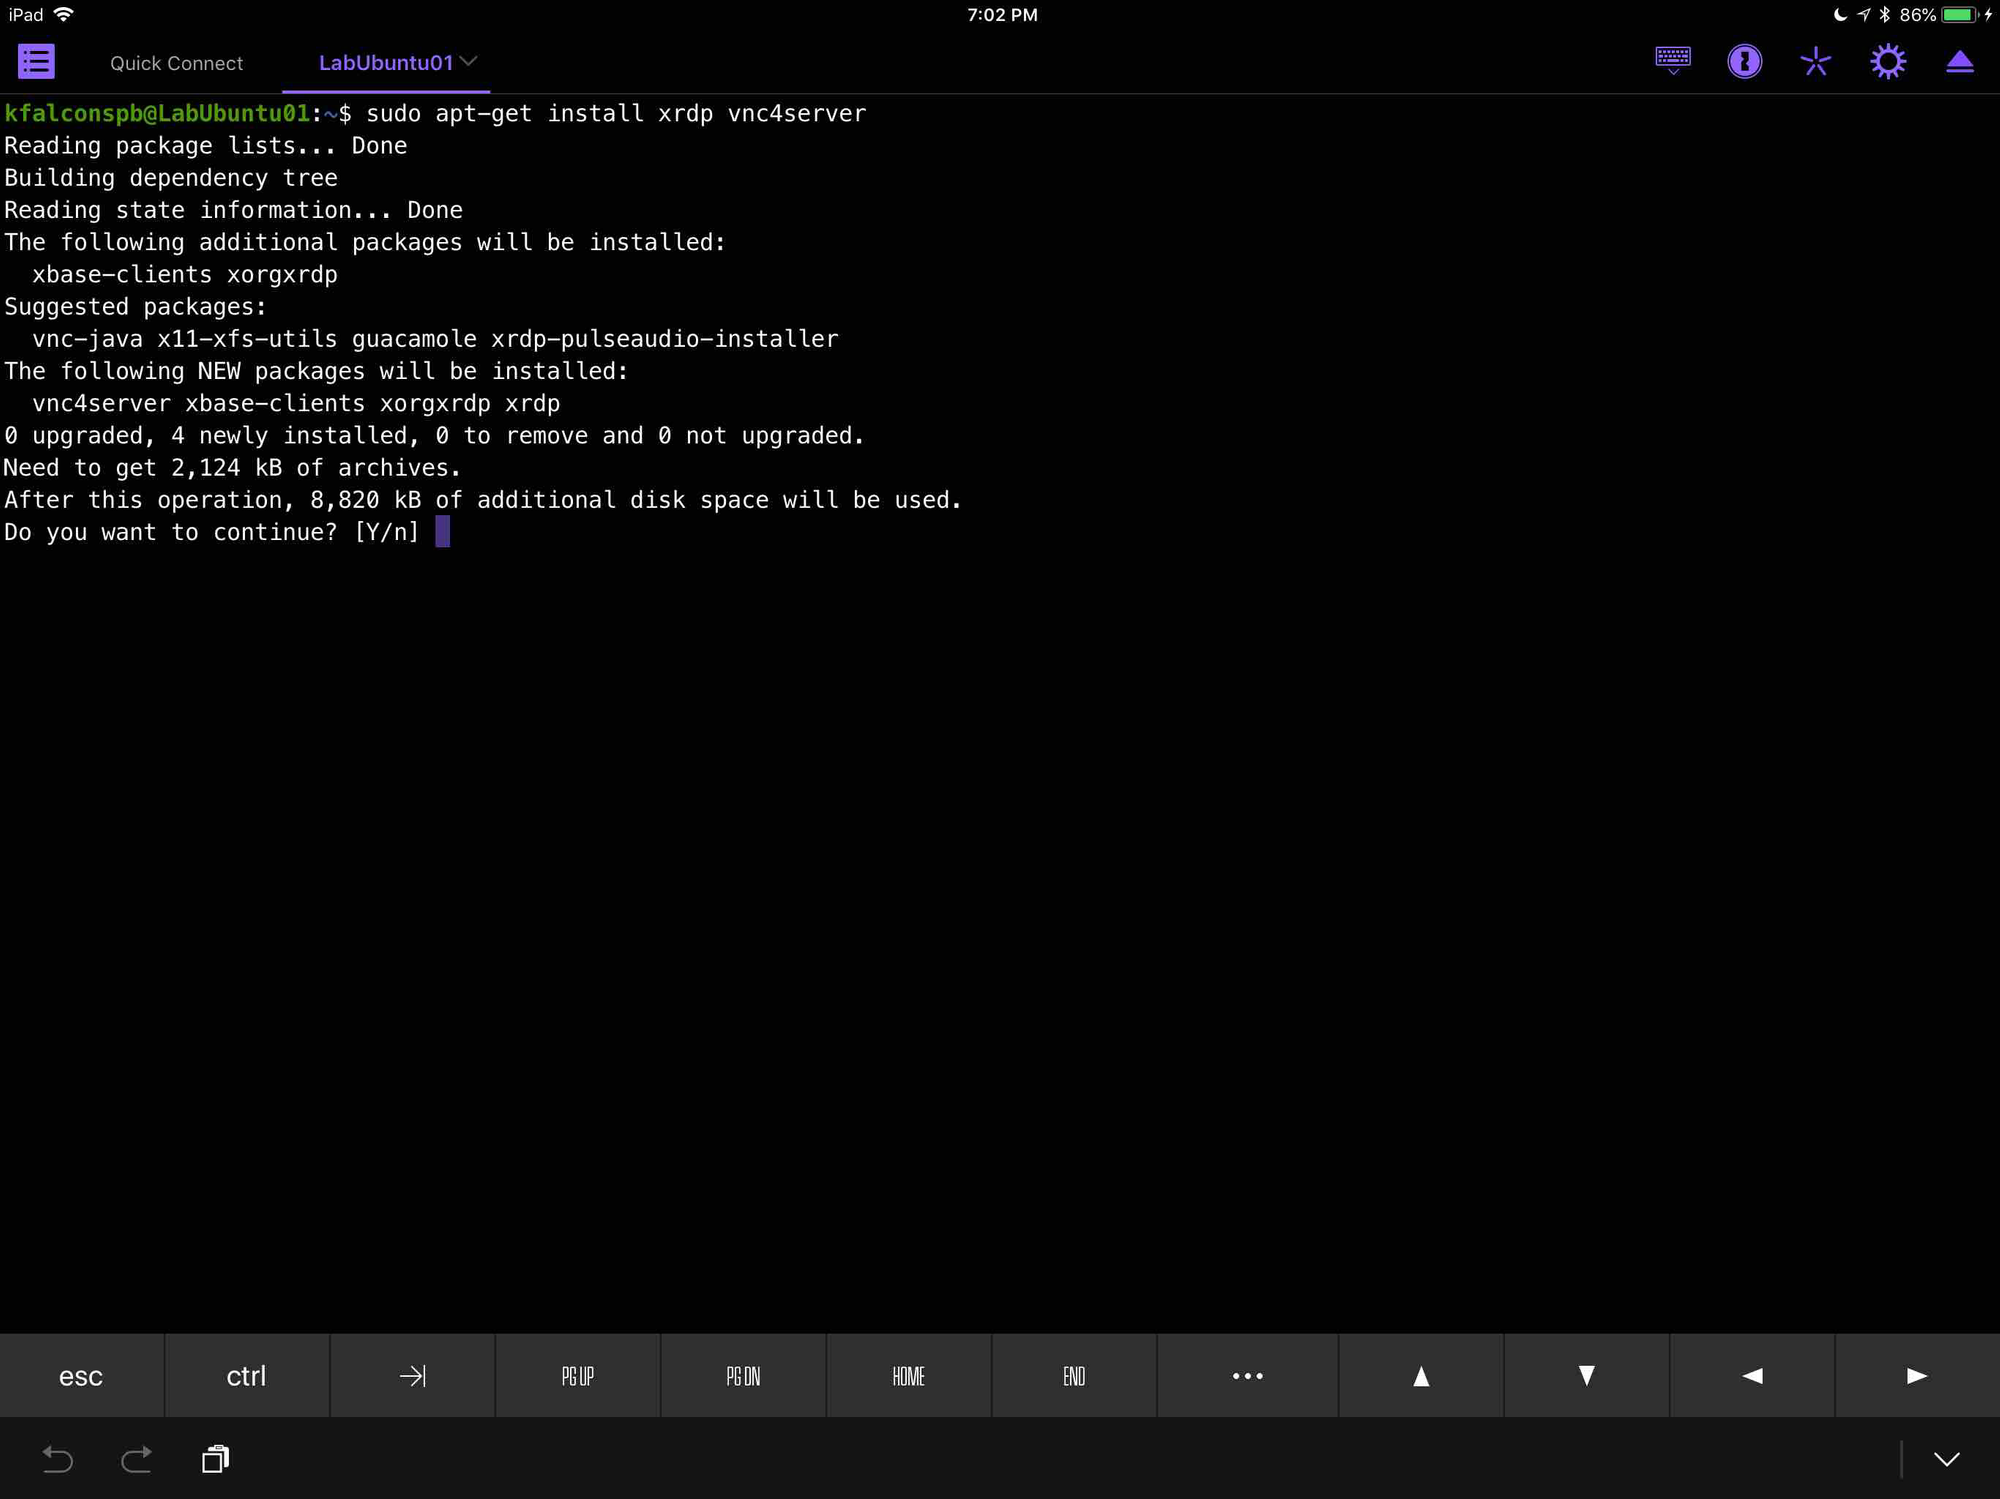 iPad 7:02 PM 86%
Quick Connect LabUbuntu01
kfalconspb@LabUbuntu01:~$ sudo apt-get install xrdp vnc4server
Reading package lists... Done
Building dependency tree
Reading state information... Done
The following additional packages will be installed:
  xbase-clients xorgxrdp
Suggested packages:
  vnc-java x11-xfs-utils guacamole xrdp-pulseaudio-installer
The following NEW packages will be installed:
  vnc4server xbase-clients xorgxrdp xrdp
0 upgraded, 4 newly installed, 0 to remove and 0 not upgraded.
Need to get 2,124 kB of archives.
After this operation, 8,820 kB of additional disk space will be used.
Do you want to continue? [Y/n]
esc ctrl PG UP PG DN HOME END •••